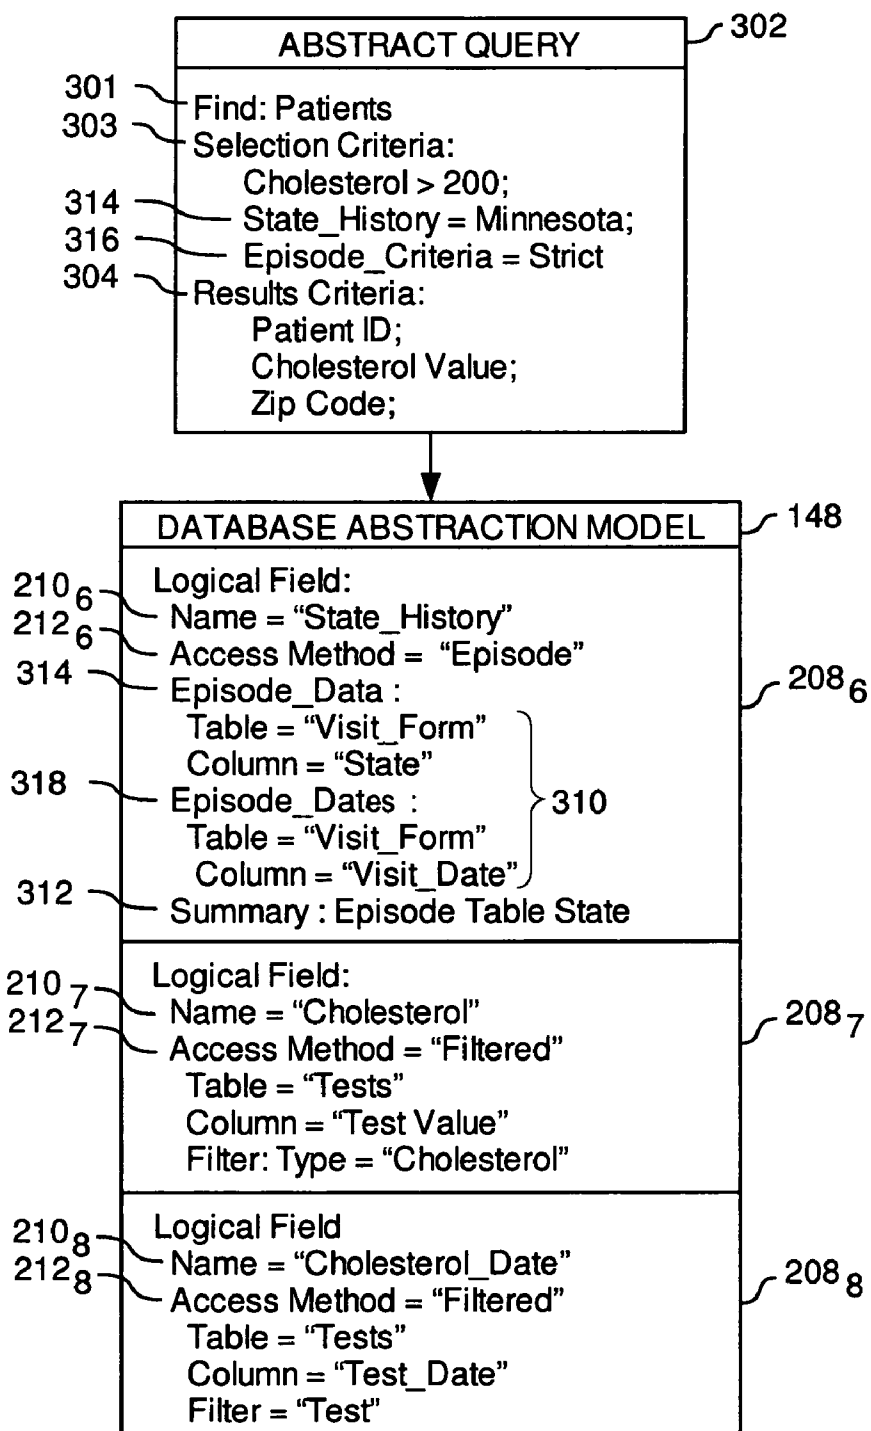 ABSTRACT QUERY
302
301
Find: Patients
303
Selection Criteria:
Cholesterol > 200;
314
State_History = Minnesota;
316
Episode_Criteria = Strict
304
Results Criteria:
Patient ID;
Cholesterol Value;
Zip Code;
DATABASE ABSTRACTION MODEL
148
Logical Field:
210 6
Name = “State_History”
212 6
Access Method = “Episode”
314
Episode_Data :
208 6
Table = “Visit_Form”
Column = “State”
318
Episode_Dates :
310
Table = “Visit_Form”
Column = “Visit_Date”
312
Summary : Episode Table State
Logical Field:
210 7
Name = “Cholesterol”
208 7
212 7
Access Method = “Filtered”
Table = “Tests”
Column = “Test Value”
Filter: Type = “Cholesterol”
Logical Field
210 8
Name = “Cholesterol_Date”
208 8
212 8
Access Method = “Filtered”
Table = “Tests”
Column = “Test_Date”
Filter = “Test”